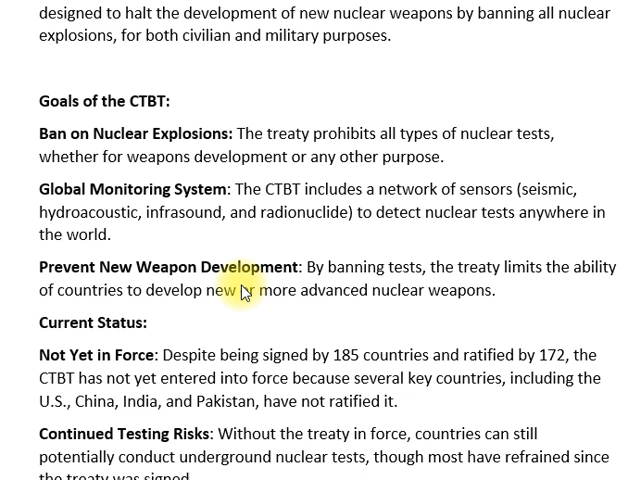 designed to halt the development of new nuclear weapons by banning all nuclear
explosions, for both civilian and military purposes.
Goals of the CTBT:
Ban on Nuclear Explosions: The treaty prohibits all types of nuclear tests,
whether for weapons development or any other purpose.
Global Monitoring System: The CTBT includes a network of sensors (seismic,
hydroacoustic, infrasound, and radionuclide) to detect nuclear tests anywhere in
the world.
Prevent New Weapon Development: By banning tests, the treaty limits the ability
of countries to develop new or more advanced nuclear weapons.
Current Status:
Not Yet in Force: Despite being signed by 185 countries and ratified by 172, the
CTBT has not yet entered into force because several key countries, including the
U.S., China, India, and Pakistan, have not ratified it.
Continued Testing Risks: Without the treaty in force, countries can still
potentially conduct underground nuclear tests, though most have refrained since
the treaty was signed.